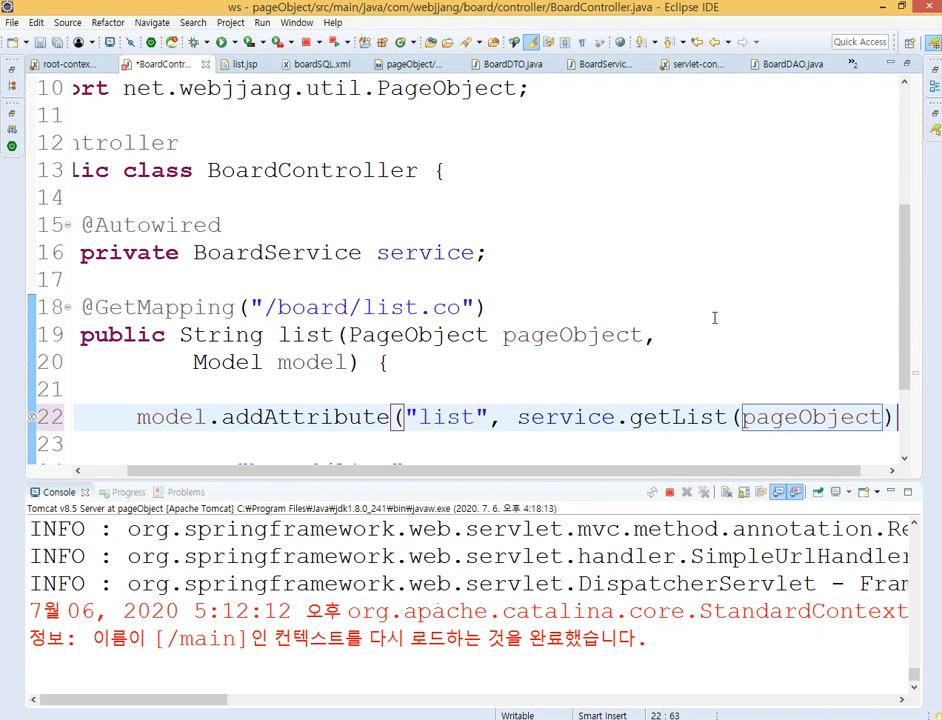 ws - pageObject/src/main/java/com/webjjang/board/controller/BoardController.java - Eclipse IDE
File Edit Source Refactor Navigate Search Project Run Window Help
Quick Access
root-contex... *BoardContr... list.jsp boardSQL.xml pageObject/... BoardDTO.java BoardServic... servlet-con... BoardDAO.java
10 ort net.webjjang.util.PageObject;
11
12 ntroller
13 lic class BoardController {
14
15 @Autowired
16 private BoardService service;
17
18 @GetMapping("/board/list.co")
19 public String list(PageObject pageObject,
20 Model model) {
21
22 model.addAttribute("list", service.getList(pageObject)
23
Console Progress Problems
Tomcat v8.5 Server at pageObject [Apache Tomcat] C:₩Program Files₩Java₩jdk1.8.0_241₩bin₩javaw.exe (2020. 7. 6. 4:18:13)
INFO : org.springframework.web.servlet.mvc.method.annotation.Re
INFO : org.springframework.web.servlet.handler.SimpleUrlHandler
INFO : org.springframework.web.servlet.DispatcherServlet - Fram
7월 06, 2020 5:12:12 오후 org.apache.catalina.core.StandardContext
정보: 이름이 [/main]인 컨텍스트를 다시 로드하는 것을 완료했습니다.
Writable Smart Insert 22 : 63